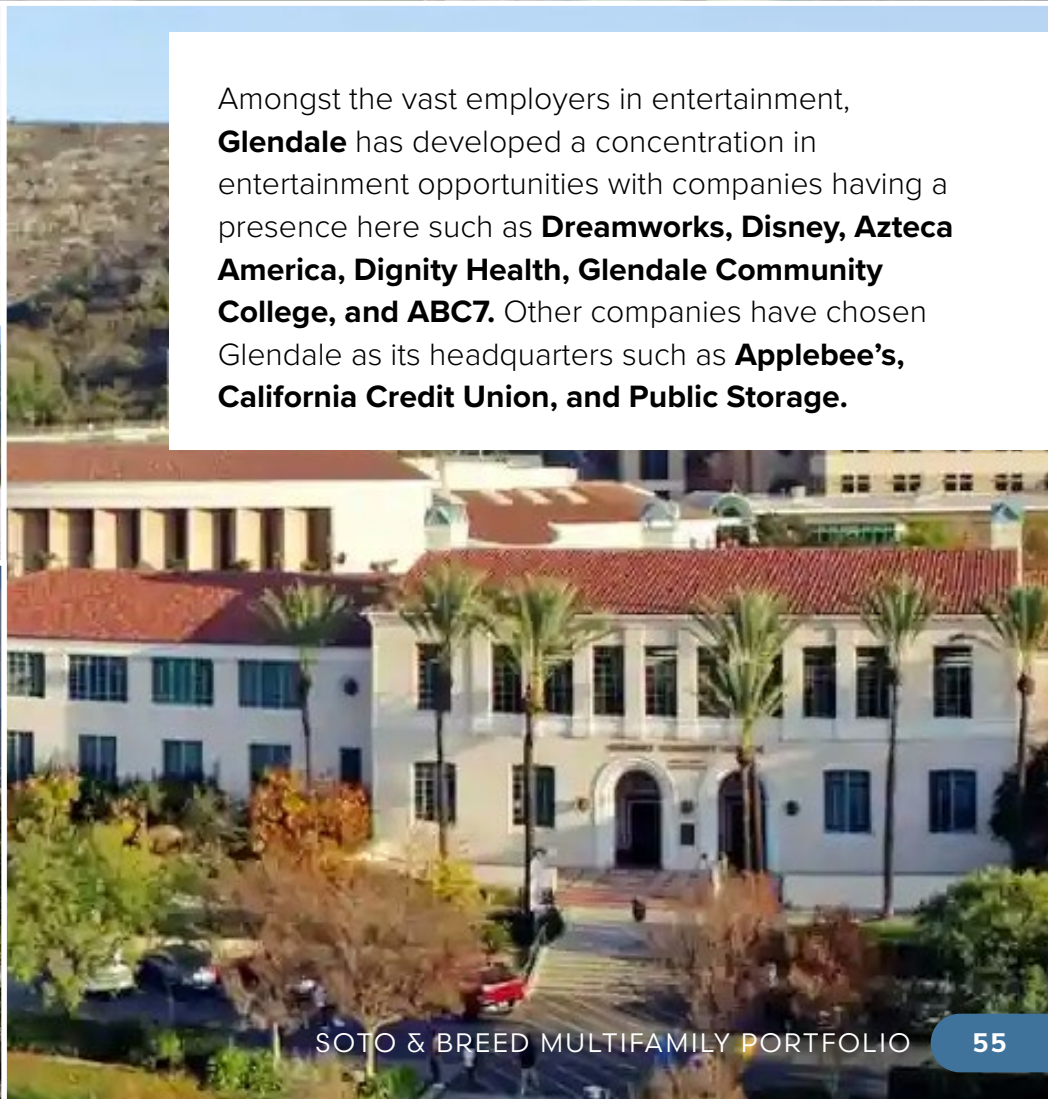 Amongst the vast employers in entertainment,
Glendale has developed a concentration in
entertainment opportunities with companies having a
presence here such as Dreamworks, Disney, Azteca
America, Dignity Health, Glendale Community
College, and ABC7. Other companies have chosen
Glendale as its headquarters such as Applebee’s,
California Credit Union, and Public Storage.
SOTO & BREED MULTIFAMILY PORTFOLIO 55